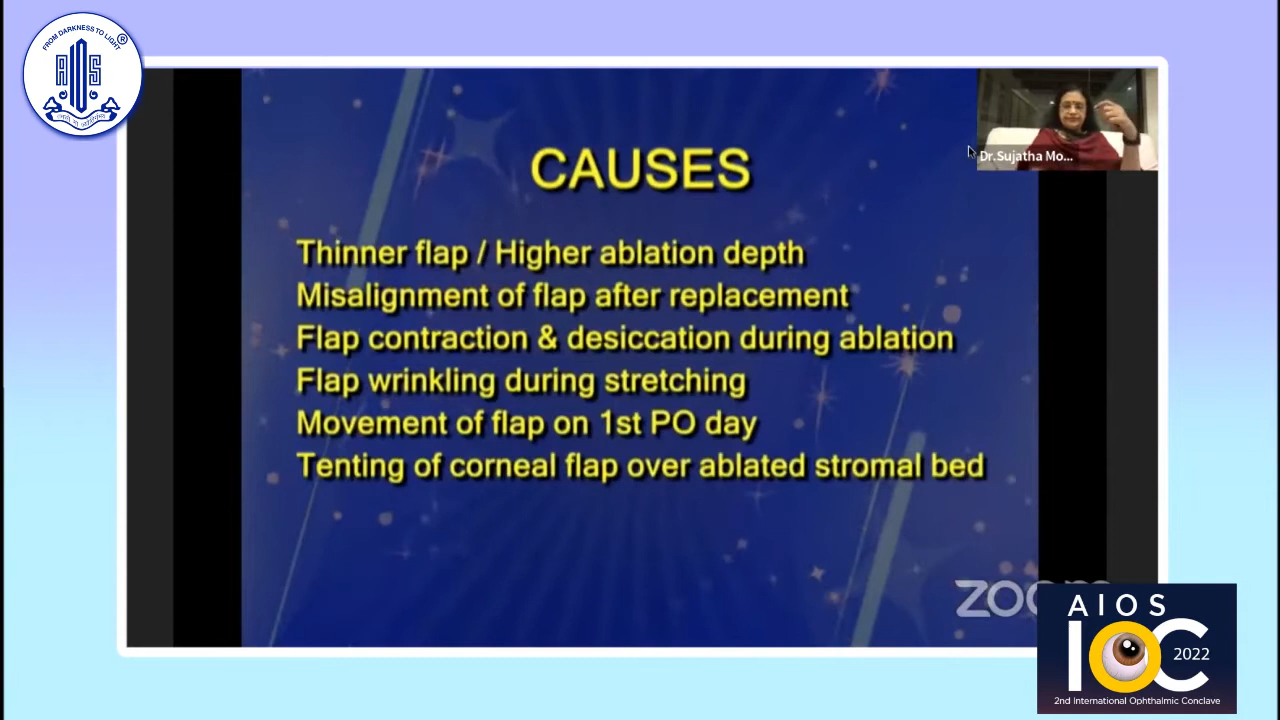 FROM DARKNESS TO LIGHT
AIOS
CAUSES
Dr.Sujatha Mo...
Thinner flap / Higher ablation depth
Misalignment of flap after replacement
Flap contraction & desiccation during ablation
Flap wrinkling during stretching
Movement of flap on 1st PO day
Tenting of corneal flap over ablated stromal bed
AIOS
IOC
2022
2nd International Ophthalmic Conclave